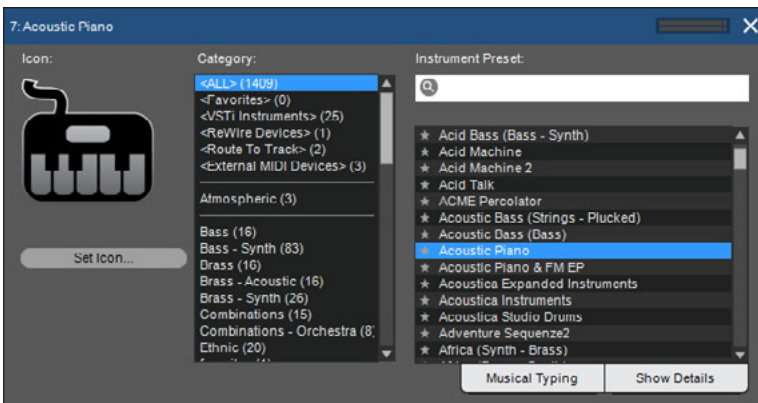 7: Acoustic Piano
Icon:
Set Icon...
Category:
<ALL> (1409)
<Favorites> (0)
<VSTi Instruments> (25)
<ReWire Devices> (1)
<Route To Track> (2)
<External MIDI Devices> (3)
Atmospheric (3)
Bass (16)
Bass - Synth (83)
Brass (16)
Brass - Acoustic (16)
Brass - Synth (26)
Combinations (15)
Combinations - Orchestra (8
Ethnic (20)
Instrument Preset:
Acid Bass (Bass - Synth)
Acid Machine
Acid Machine 2
Acid Talk
ACME Percolator
Acoustic Bass (Strings - Plucked)
Acoustic Bass (Bass)
Acoustic Piano
Acoustic Piano & FM EP
Acoustica Expanded Instruments
Acoustica Instruments
Acoustica Studio Drums
Adventure Sequenze2
Africa (Synth - Brass)
Musical Typing
Show Details